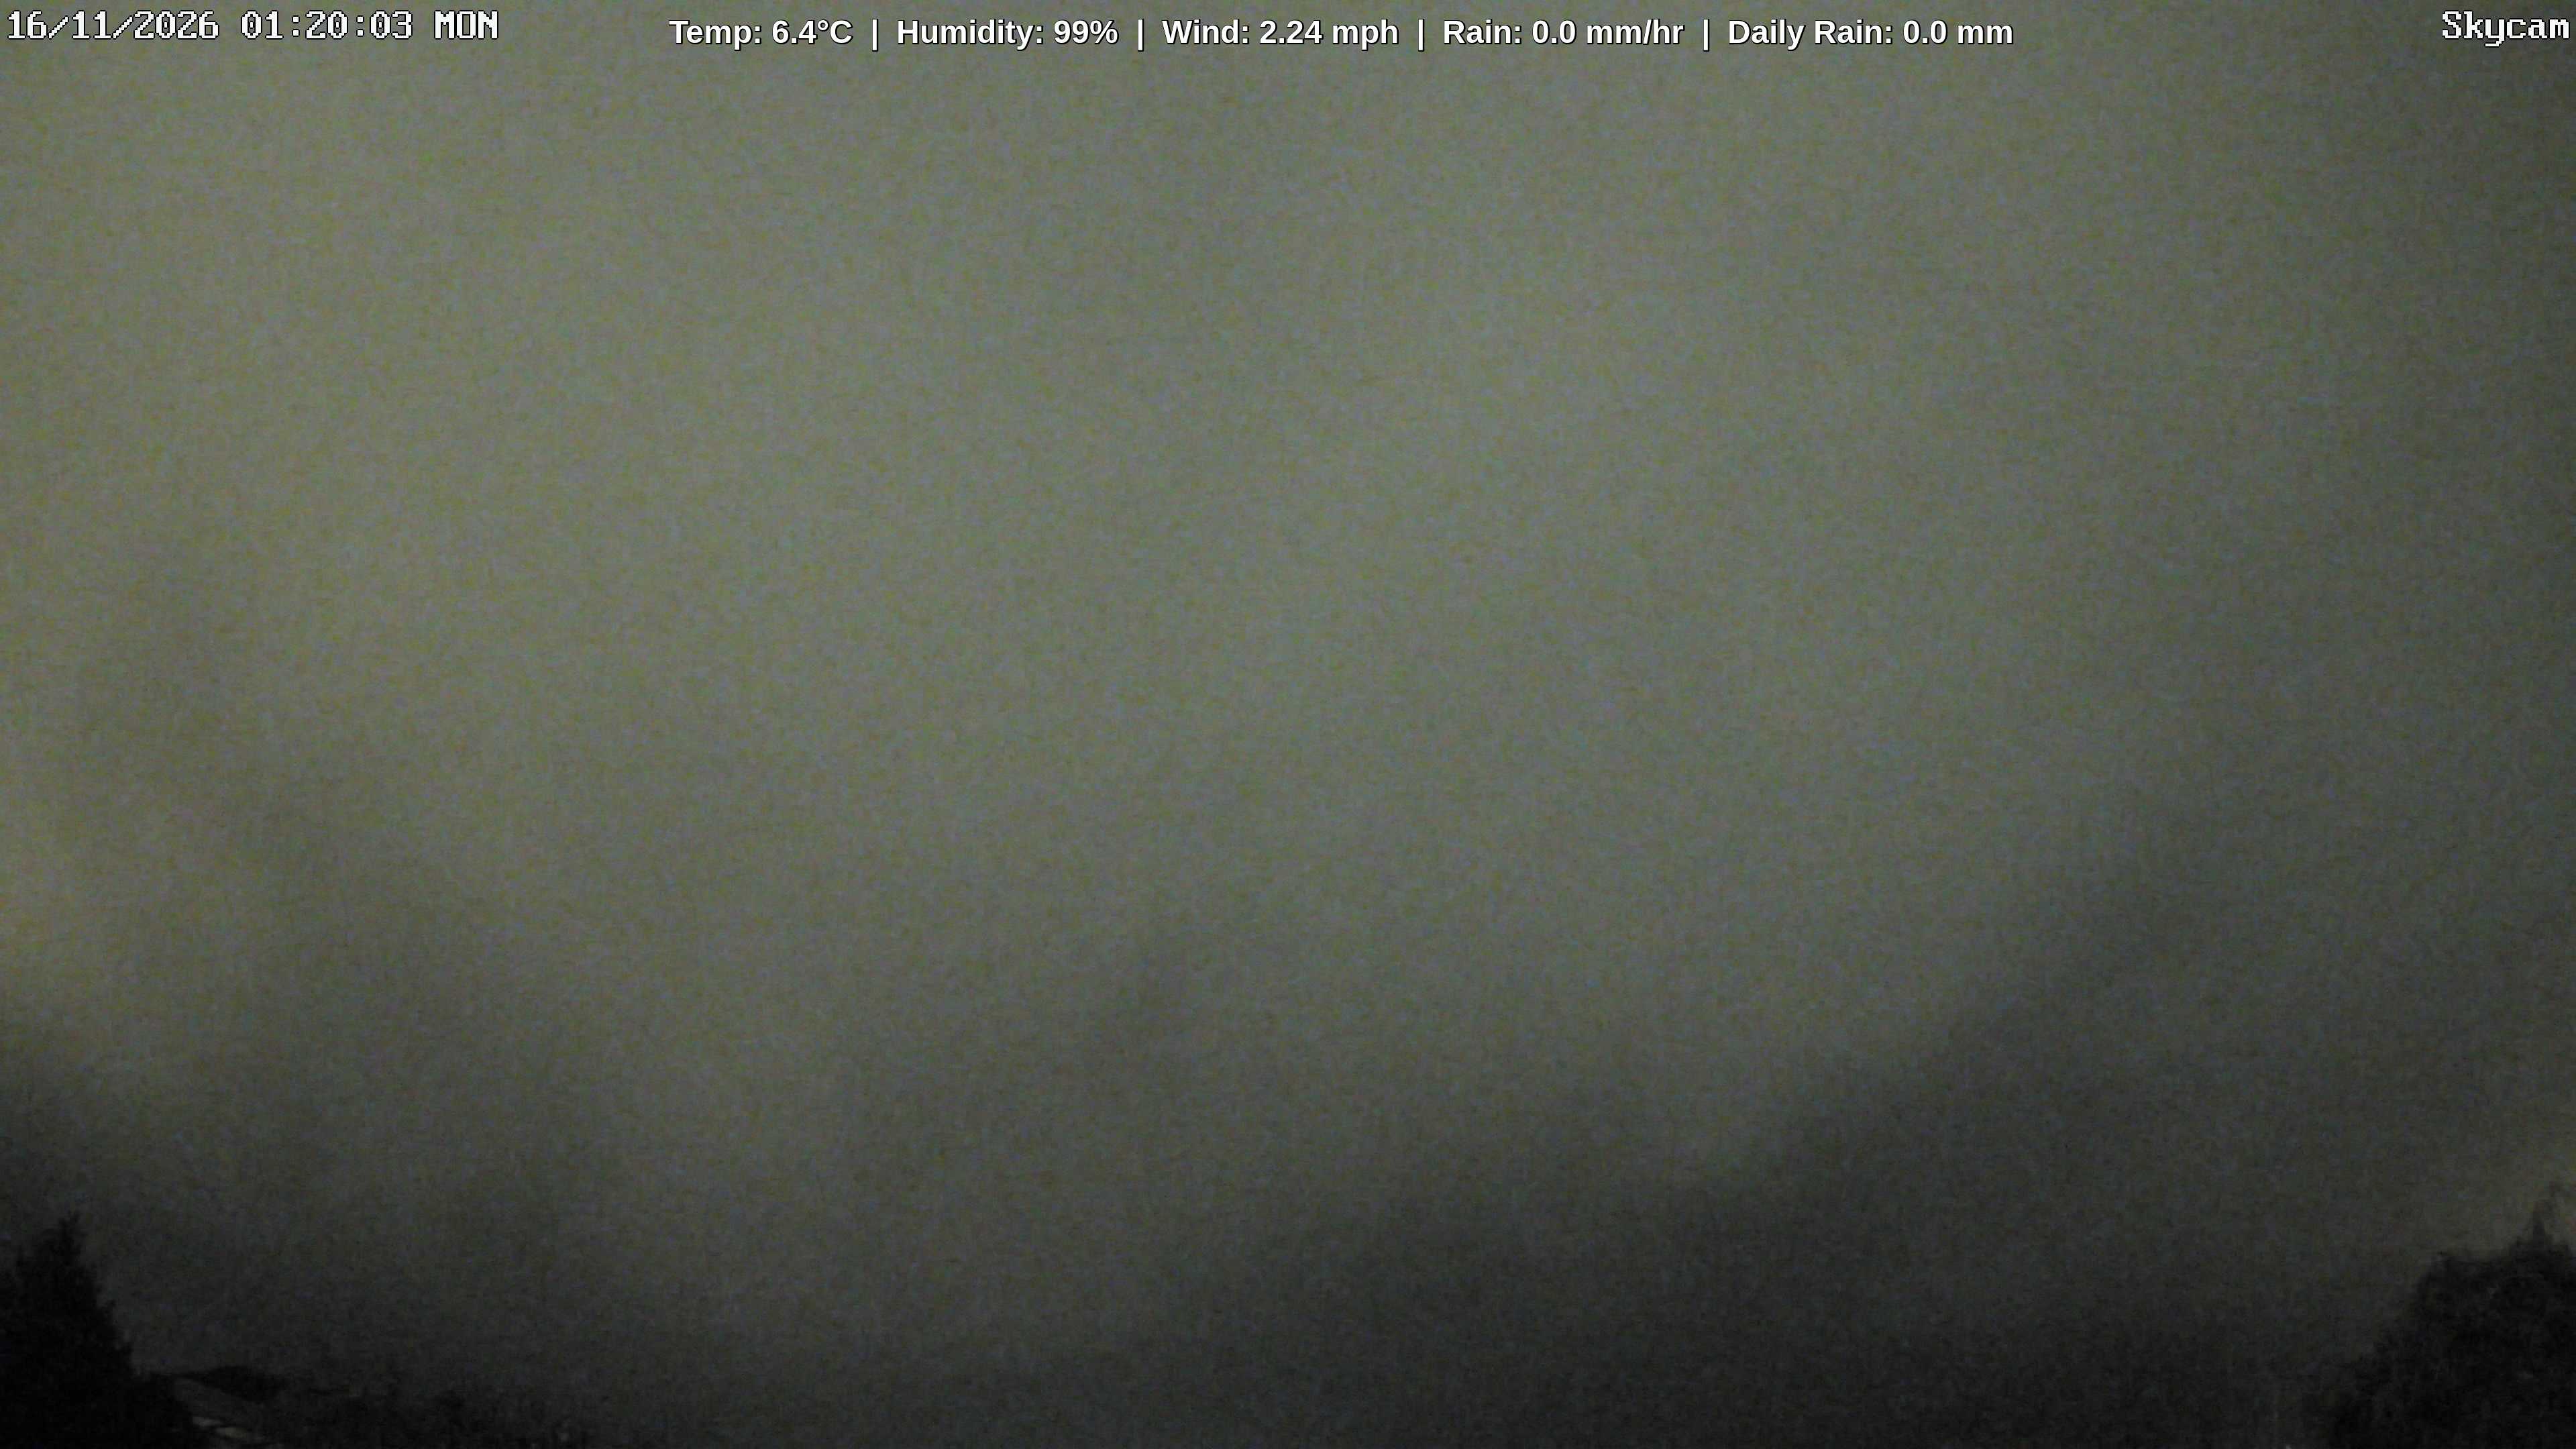 16/11/2026 01:20:03 MON
Temp: 6.4°C | Humidity: 99% | Wind: 2.24 mph | Rain: 0.0 mm/hr | Daily Rain: 0.0 mm
Skycam